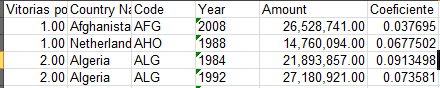 Vitorias po Country Na Code Year Amount Coeficiente
1.00 Afghanista AFG 2008 26,528,741.00 0.037695
1.00 Netherland AHO 1988 14,760,094.00 0.0677502
2.00 Algeria ALG 1984 21,893,857.00 0.0913498
2.00 Algeria ALG 1992 27,180,921.00 0.073581